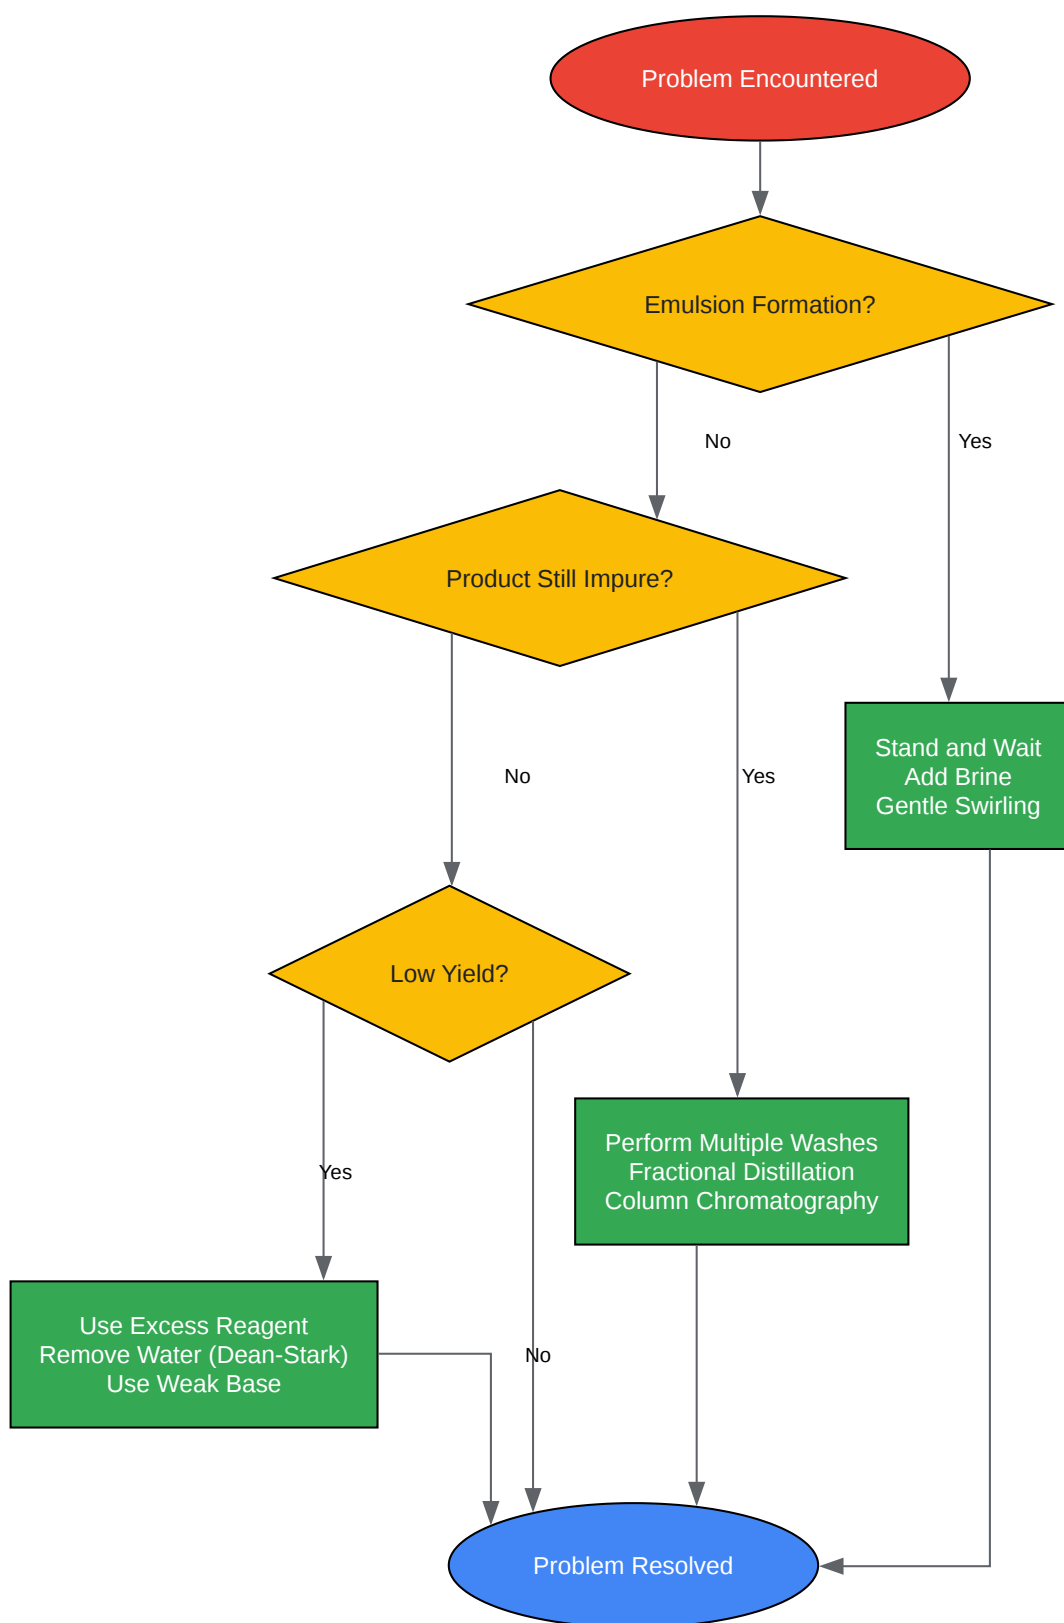 Problem Encountered
Emulsion Formation?
No
Yes
Product Still Impure?
Stand and Wait
Add Brine
Gentle Swirling
No
Yes
Low Yield?
Perform Multiple Washes
Fractional Distillation
Column Chromatography
Yes
Use Excess Reagent
Remove Water (Dean-Stark)
Use Weak Base
No
Problem Resolved